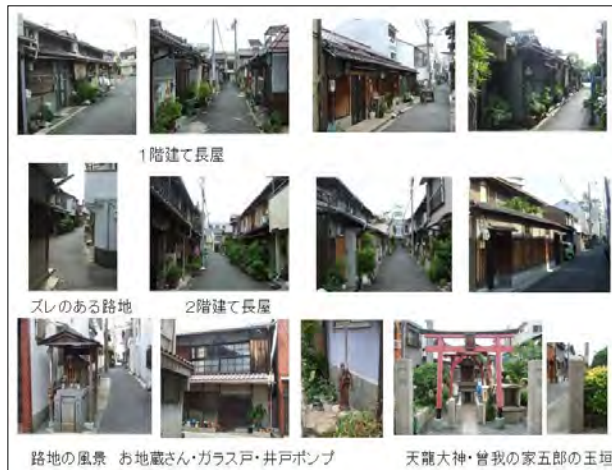 1階建て長屋
ズレのある路地
2階建て長屋
路地の風景 お地蔵さん・ガラス戸・井戸ポンプ
天龍大神・曾我の家五郎の玉垣